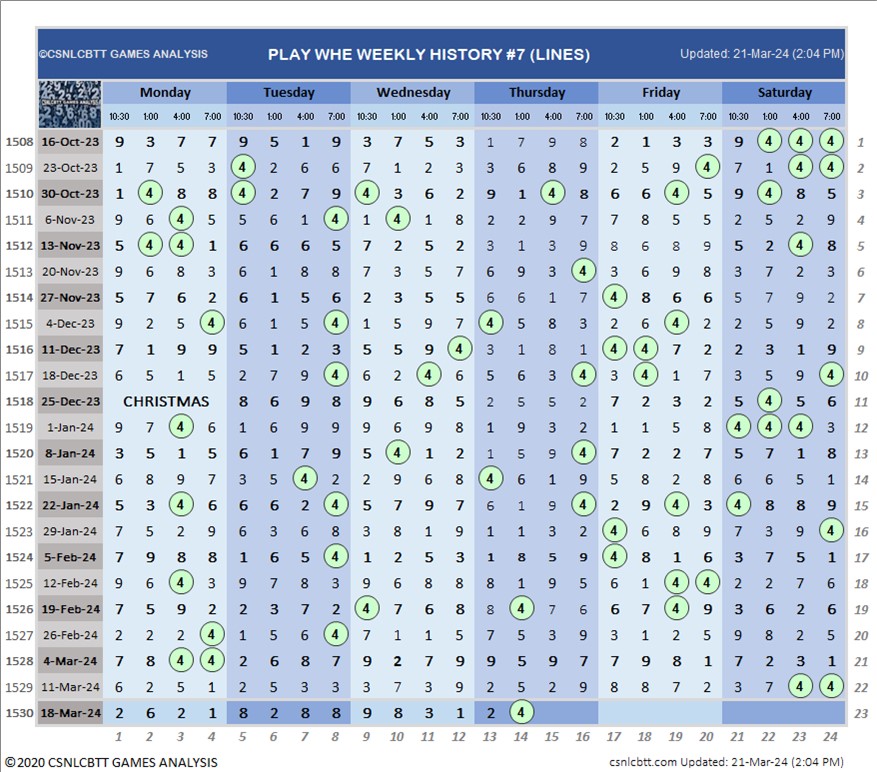 ©CSNLCBTT GAMES ANALYSIS PLAY WHE WEEKLY HISTORY #7 (LINES) Updated: 21-Mar-24 (2:04 PM)
CSNLCBTT GAMES ANALYSIS Monday Tuesday Wednesday Thursday Friday Saturday
10:30 1:00 4:00 7:00 10:30 1:00 4:00 7:00 10:30 1:00 4:00 7:00 10:30 1:00 4:00 7:00 10:30 1:00 4:00 7:00 10:30 1:00 4:00 7:00
1508 16-Oct-23 9 3 7 7 9 5 1 9 3 7 5 3 1 7 9 8 2 1 3 3 9 4 4 4 1
1509 23-Oct-23 1 7 5 3 4 2 6 6 7 1 2 3 3 6 8 9 2 5 9 4 7 1 4 4 2
1510 30-Oct-23 1 4 8 8 4 2 7 9 4 3 6 2 9 1 4 8 6 6 4 5 9 4 8 5 3
1511 6-Nov-23 9 6 4 3 5 6 1 4 1 4 1 8 2 2 9 7 7 8 5 5 2 5 2 9 4
1512 13-Nov-23 5 4 4 1 6 6 6 5 7 2 5 2 3 1 3 9 8 6 8 9 5 2 4 8 5
1513 20-Nov-23 9 6 8 3 6 1 8 8 7 3 5 7 6 9 3 4 3 6 9 8 3 7 2 3 6
1514 27-Nov-23 5 7 6 2 6 1 5 6 2 3 5 5 6 6 1 7 4 8 6 6 5 7 9 2 7
1515 4-Dec-23 9 2 5 4 6 1 5 4 1 5 9 7 4 5 8 3 2 6 4 2 2 5 9 2 8
1516 11-Dec-23 7 1 9 9 5 1 2 3 5 5 9 4 3 1 8 1 4 4 7 2 2 3 1 9 9
1517 18-Dec-23 6 5 1 5 2 7 9 4 6 2 4 6 5 6 3 4 3 4 1 7 3 5 9 4 10
1518 25-Dec-23 CHRISTMAS 8 6 9 8 9 6 8 5 2 5 5 2 7 2 3 2 5 4 5 6 11
1519 1-Jan-24 9 7 4 6 1 6 9 9 9 6 9 8 1 9 3 2 1 1 5 8 4 4 4 3 12
1520 8-Jan-24 3 5 1 5 6 1 7 9 5 4 1 2 1 5 9 4 7 2 2 7 5 7 1 8 13
1521 15-Jan-24 6 8 9 7 3 5 4 2 2 9 6 8 4 6 1 9 5 8 2 8 6 6 5 1 14
1522 22-Jan-24 5 3 4 6 6 6 2 4 5 7 9 7 6 1 9 4 2 9 4 3 4 8 8 9 15
1523 29-Jan-24 7 5 2 9 6 3 6 8 3 8 1 9 1 1 3 2 4 6 8 9 7 3 9 4 16
1524 5-Feb-24 7 9 8 8 1 6 5 4 1 2 5 3 1 8 5 9 4 8 1 6 3 7 5 1 17
1525 12-Feb-24 9 6 4 3 9 7 8 3 9 6 8 8 8 1 9 5 6 1 4 4 2 2 7 6 18
1526 19-Feb-24 7 5 9 2 2 3 7 2 4 7 6 8 8 4 7 6 6 7 4 9 3 6 2 6 19
1527 26-Feb-24 2 2 2 4 1 5 6 4 7 1 1 5 7 5 3 9 3 1 2 5 9 8 2 5 20
1528 4-Mar-24 7 8 4 4 2 6 8 7 9 2 7 9 9 5 9 7 7 9 8 1 7 2 3 1 21
1529 11-Mar-24 6 2 5 1 2 5 3 3 3 7 3 9 2 5 2 9 8 8 7 2 3 7 4 4 22
1530 18-Mar-24 2 6 2 1 8 2 8 8 9 8 3 1 2 4 23
1 2 3 4 5 6 7 8 9 10 11 12 13 14 15 16 17 18 19 20 21 22 23 24
©2020 CSNLCBTT GAMES ANALYSIS csnlcbtt.com Updated: 21-Mar-24 (2:04 PM)